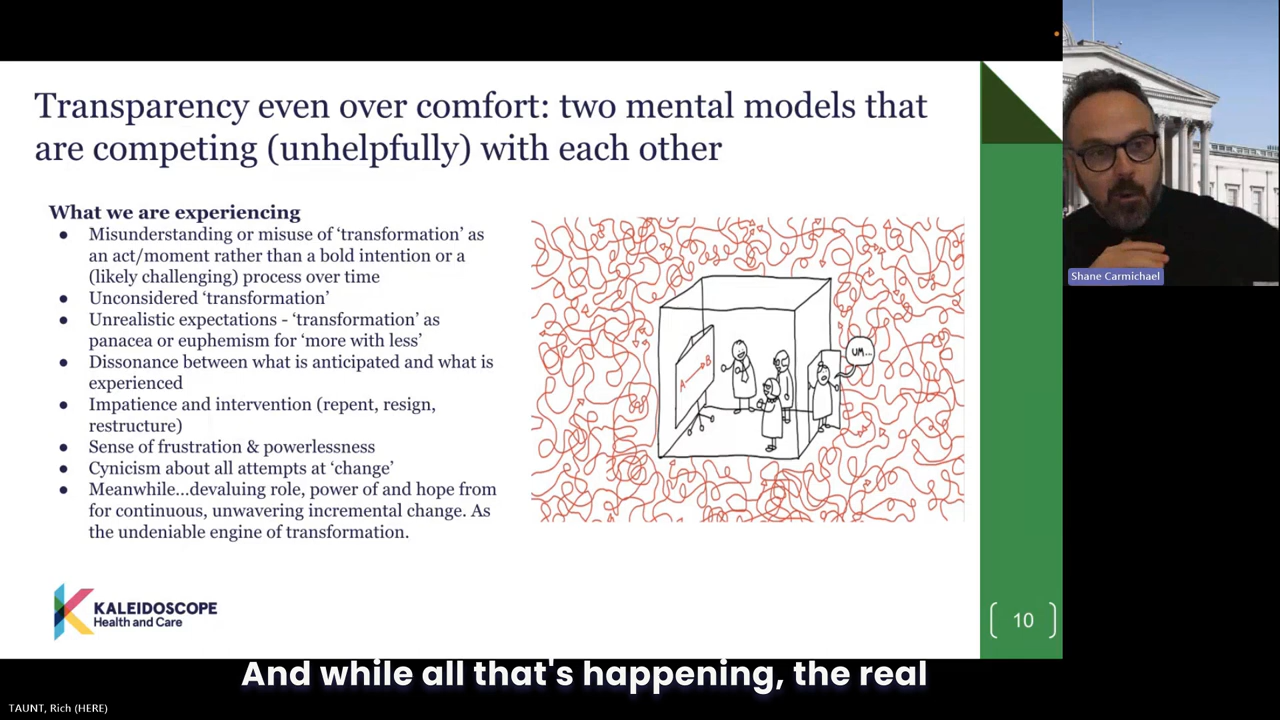 Transparency even over comfort: two mental models that
are competing (unhelpfully) with each other
What we are experiencing
● Misunderstanding or misuse of ‘transformation’ as
an act/moment rather than a bold intention or a
(likely challenging) process over time
● Unconsidered ‘transformation’
● Unrealistic expectations - ‘transformation’ as
panacea or euphemism for ‘more with less’
● Dissonance between what is anticipated and what is
experienced
● Impatience and intervention (repent, resign,
restructure)
● Sense of frustration & powerlessness
● Cynicism about all attempts at ‘change’
● Meanwhile...devaluing role, power of and hope from
for continuous, unwavering incremental change. As
the undeniable engine of transformation.
A B
UM...
Shane Carmichael
KALEIDOSCOPE
Health and Care
10
And while all that's happening, the real
TAUNT, Rich (HERE)